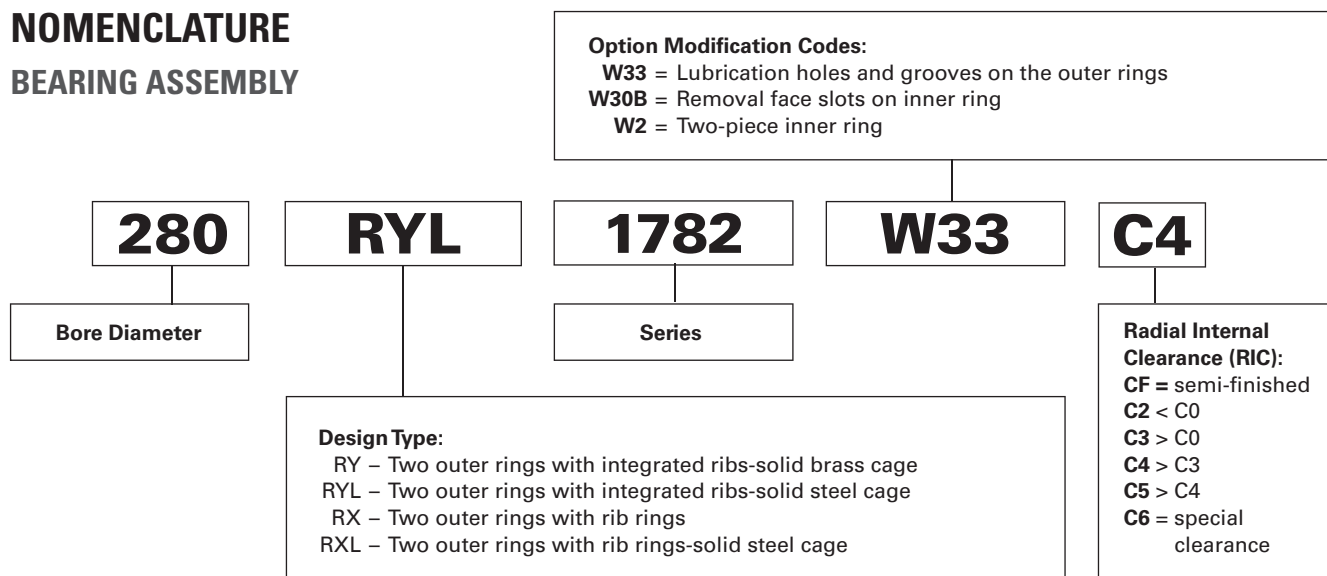 NOMENCLATURE
BEARING ASSEMBLY
Option Modification Codes:
W33 = Lubrication holes and grooves on the outer rings
W30B = Removal face slots on inner ring
W2 = Two-piece inner ring
280 RYL 1782 W33 C4
Bore Diameter
Series
Design Type:
RY – Two outer rings with integrated ribs-solid brass cage
RYL – Two outer rings with integrated ribs-solid steel cage
RX – Two outer rings with rib rings
RXL – Two outer rings with rib rings-solid steel cage
Radial Internal
Clearance (RIC):
CF = semi-finished
C2 < C0
C3 > C0
C4 > C3
C5 > C4
C6 = special
clearance